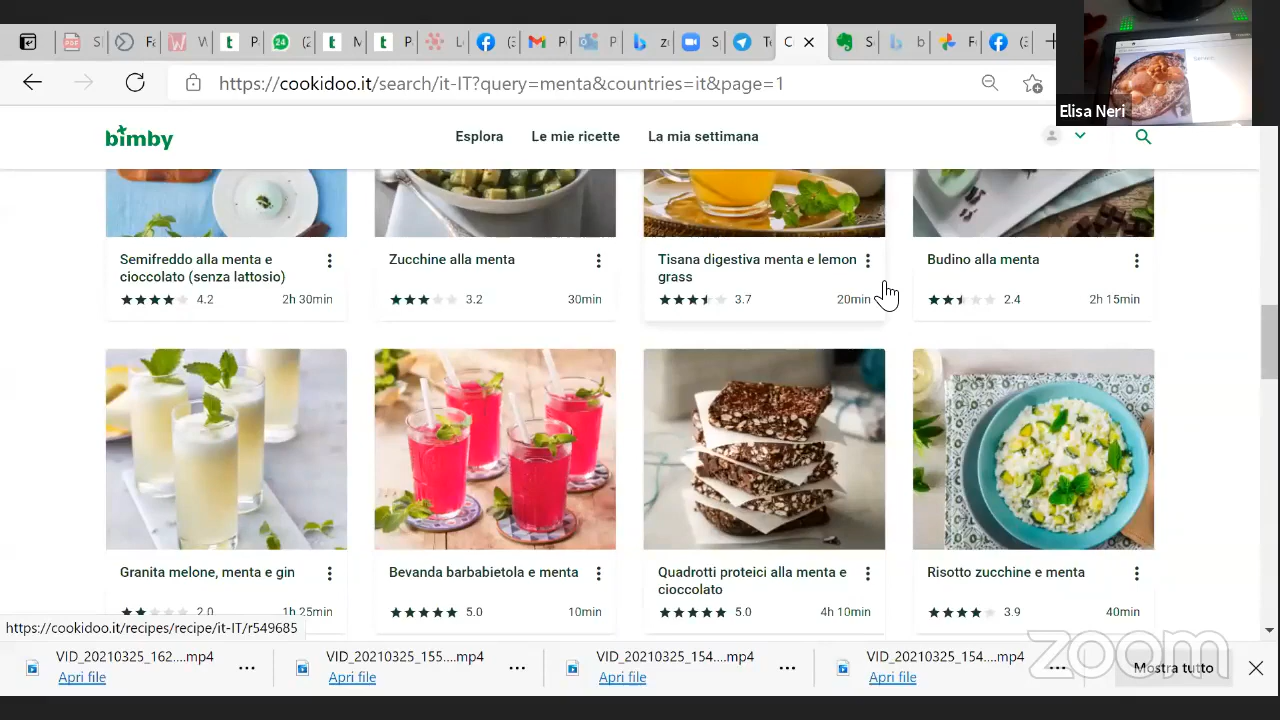 https://cookidoo.it/search/it-IT?query=menta&countries=it&page=1
Elisa Neri
bimby
Esplora
Le mie ricette
La mia settimana
Semifreddo alla menta e
cioccolato (senza lattosio)
4.2
2h 30min
Zucchine alla menta
3.2
30min
Tisana digestiva menta e lemon
grass
3.7
20min
Budino alla menta
2.4
2h 15min
Granita melone, menta e gin
2.0
1h 25min
Bevanda barbabietola e menta
5.0
10min
Quadrotti proteici alla menta e
cioccolato
5.0
4h 10min
Risotto zucchine e menta
3.9
40min
https://cookidoo.it/recipes/recipe/it-IT/r549685
VID_20210325_162....mp4
Apri file
VID_20210325_155....mp4
Apri file
VID_20210325_154....mp4
Apri file
VID_20210325_154....mp4
Apri file
Mostra tutto
zoom